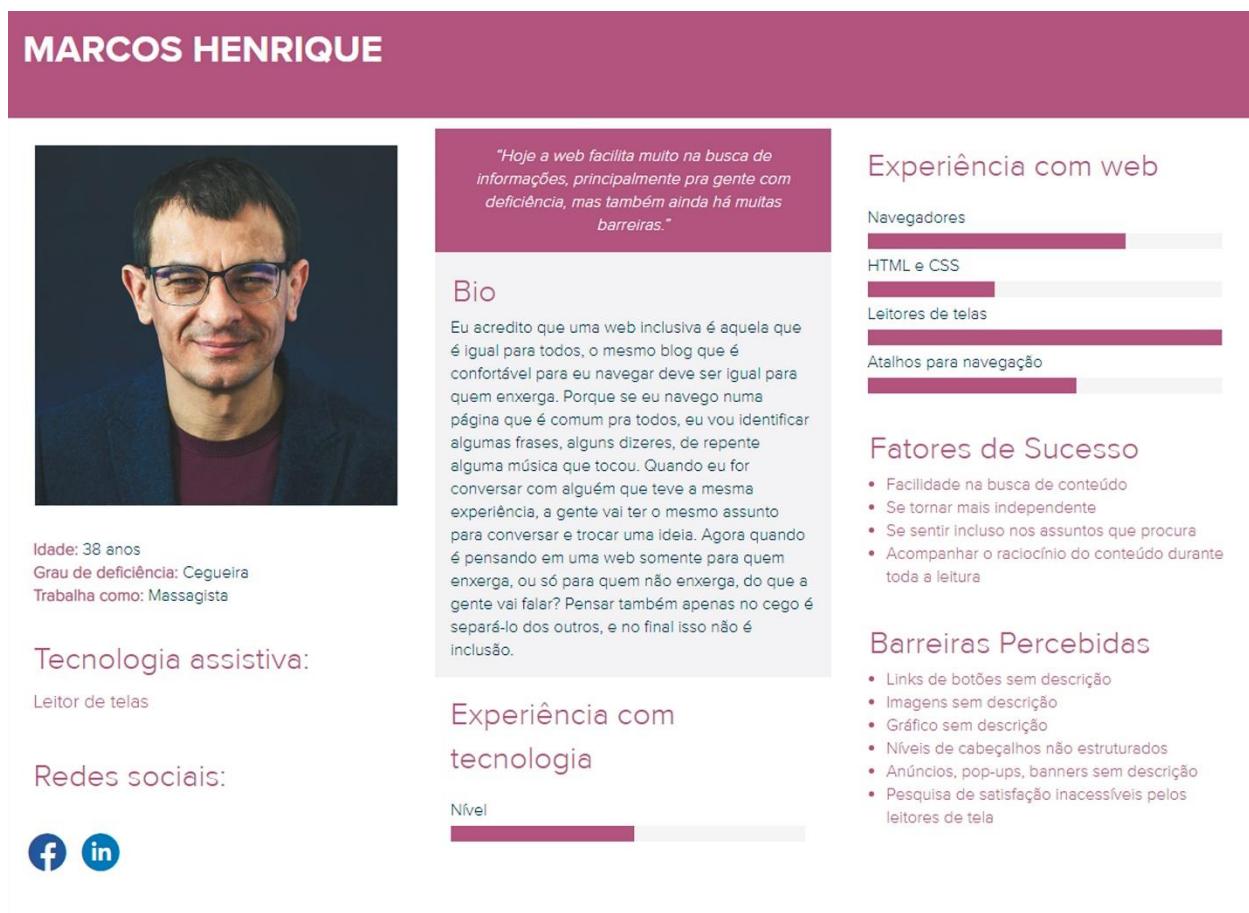 MARCOS HENRIQUE
Idade: 38 anos
Grau de deficiência: Cegueira
Trabalha como: Massagista
Tecnologia assistiva:
Leitor de telas
Redes sociais:
f in
“Hoje a web facilita muito na busca de
informações, principalmente pra gente com
deficiência, mas também ainda há muitas
barreiras.”
Bio
Eu acredito que uma web inclusiva é aquela que
é igual para todos, o mesmo blog que é
confortável para eu navegar deve ser igual para
quem enxerga. Porque se eu navego numa
página que é comum pra todos, eu vou identificar
algumas frases, alguns dizeres, de repente
alguma música que tocou. Quando eu for
conversar com alguém que teve a mesma
experiência, a gente vai ter o mesmo assunto
para conversar e trocar uma ideia. Agora quando
é pensando em uma web somente para quem
enxerga, ou só para quem não enxerga, do que a
gente vai falar? Pensar também apenas no cego é
separá-lo dos outros, e no final isso não é
inclusão.
Experiência com
tecnologia
Nível
Experiência com web
Navegadores
HTML e CSS
Leitores de telas
Atalhos para navegação
Fatores de Sucesso
• Facilidade na busca de conteúdo
• Se tornar mais independente
• Se sentir incluso nos assuntos que procura
• Acompanhar o raciocínio do conteúdo durante
toda a leitura
Barreiras Percebidas
• Links de botões sem descrição
• Imagens sem descrição
• Gráfico sem descrição
• Níveis de cabeçalhos não estruturados
• Anúncios, pop-ups, banners sem descrição
• Pesquisa de satisfação inacessíveis pelos
leitores de tela